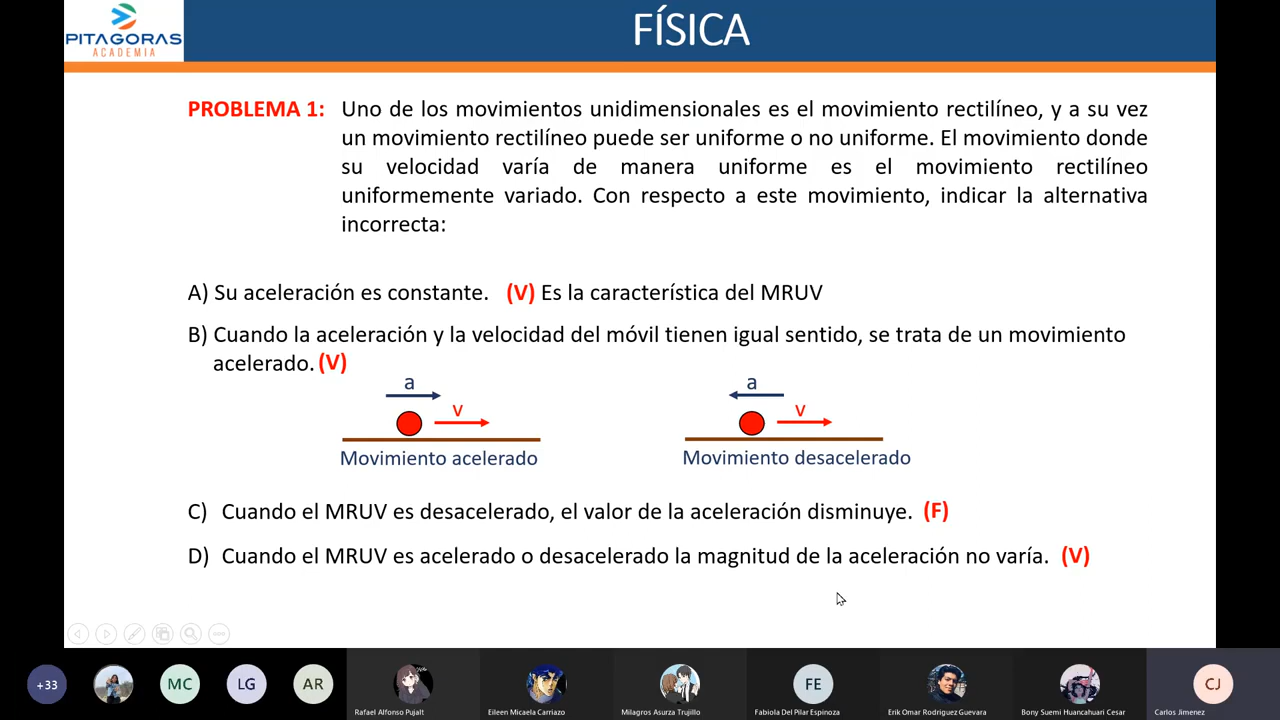 PITAGORAS
ACADEMIA
FÍSICA
PROBLEMA 1: Uno de los movimientos unidimensionales es el movimiento rectilíneo, y a su vez
un movimiento rectilíneo puede ser uniforme o no uniforme. El movimiento donde
su velocidad varía de manera uniforme es el movimiento rectilíneo
uniformemente variado. Con respecto a este movimiento, indicar la alternativa
incorrecta:
A) Su aceleración es constante. (V) Es la característica del MRUV
B) Cuando la aceleración y la velocidad del móvil tienen igual sentido, se trata de un movimiento
acelerado. (V)
a
v
Movimiento acelerado
a
v
Movimiento desacelerado
C) Cuando el MRUV es desacelerado, el valor de la aceleración disminuye. (F)
D) Cuando el MRUV es acelerado o desacelerado la magnitud de la aceleración no varía. (V)
+33
MC
LG
AR
FE
CJ
Rafael Alfonso Pujalt
Eileen Micaela Carriazo
Milagros Asurza Trujillo
Fabiola Del Pilar Espinoza
Erik Omar Rodriguez Guevara
Bony Suemi Huancahuari Cesar
Carlos Jimenez